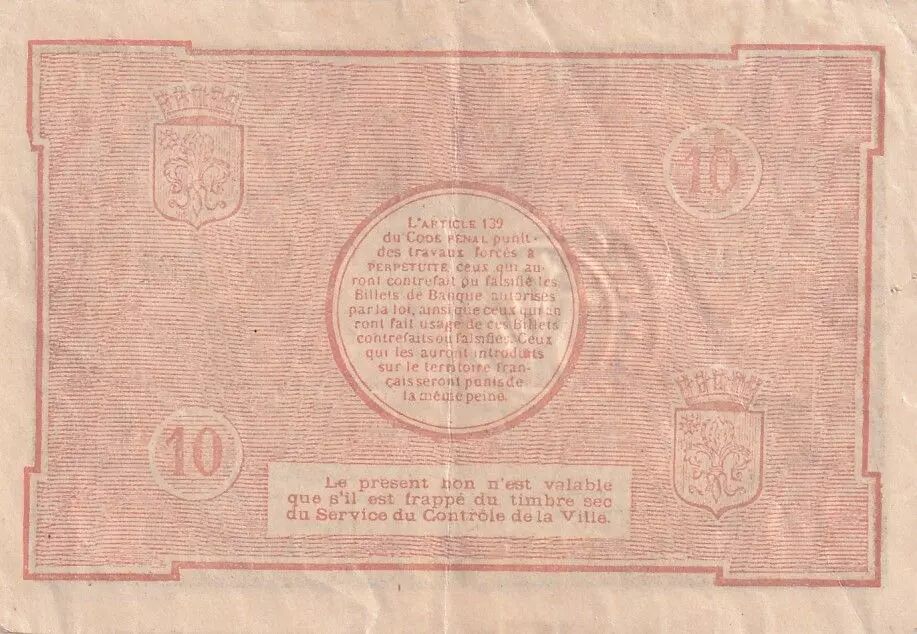 10
L'ARTICLE 139
du CODE PENAL punit
des travaux forcés à
PERPETUITE, ceux qui au-
ront contrefait ou falsifié les
Billets de Banque autorisés
par la loi, ainsi que ceux qui au
ront fait usage de ces Billets
contrefaits ou falsifiés. Ceux
qui les auront introduits
sur le territoire fran-
çais seront punis de
la même peine.
10
Le présent bon n'est valable
que s'il est frappé du timbre sec
du Service du Contrôle de la Ville.